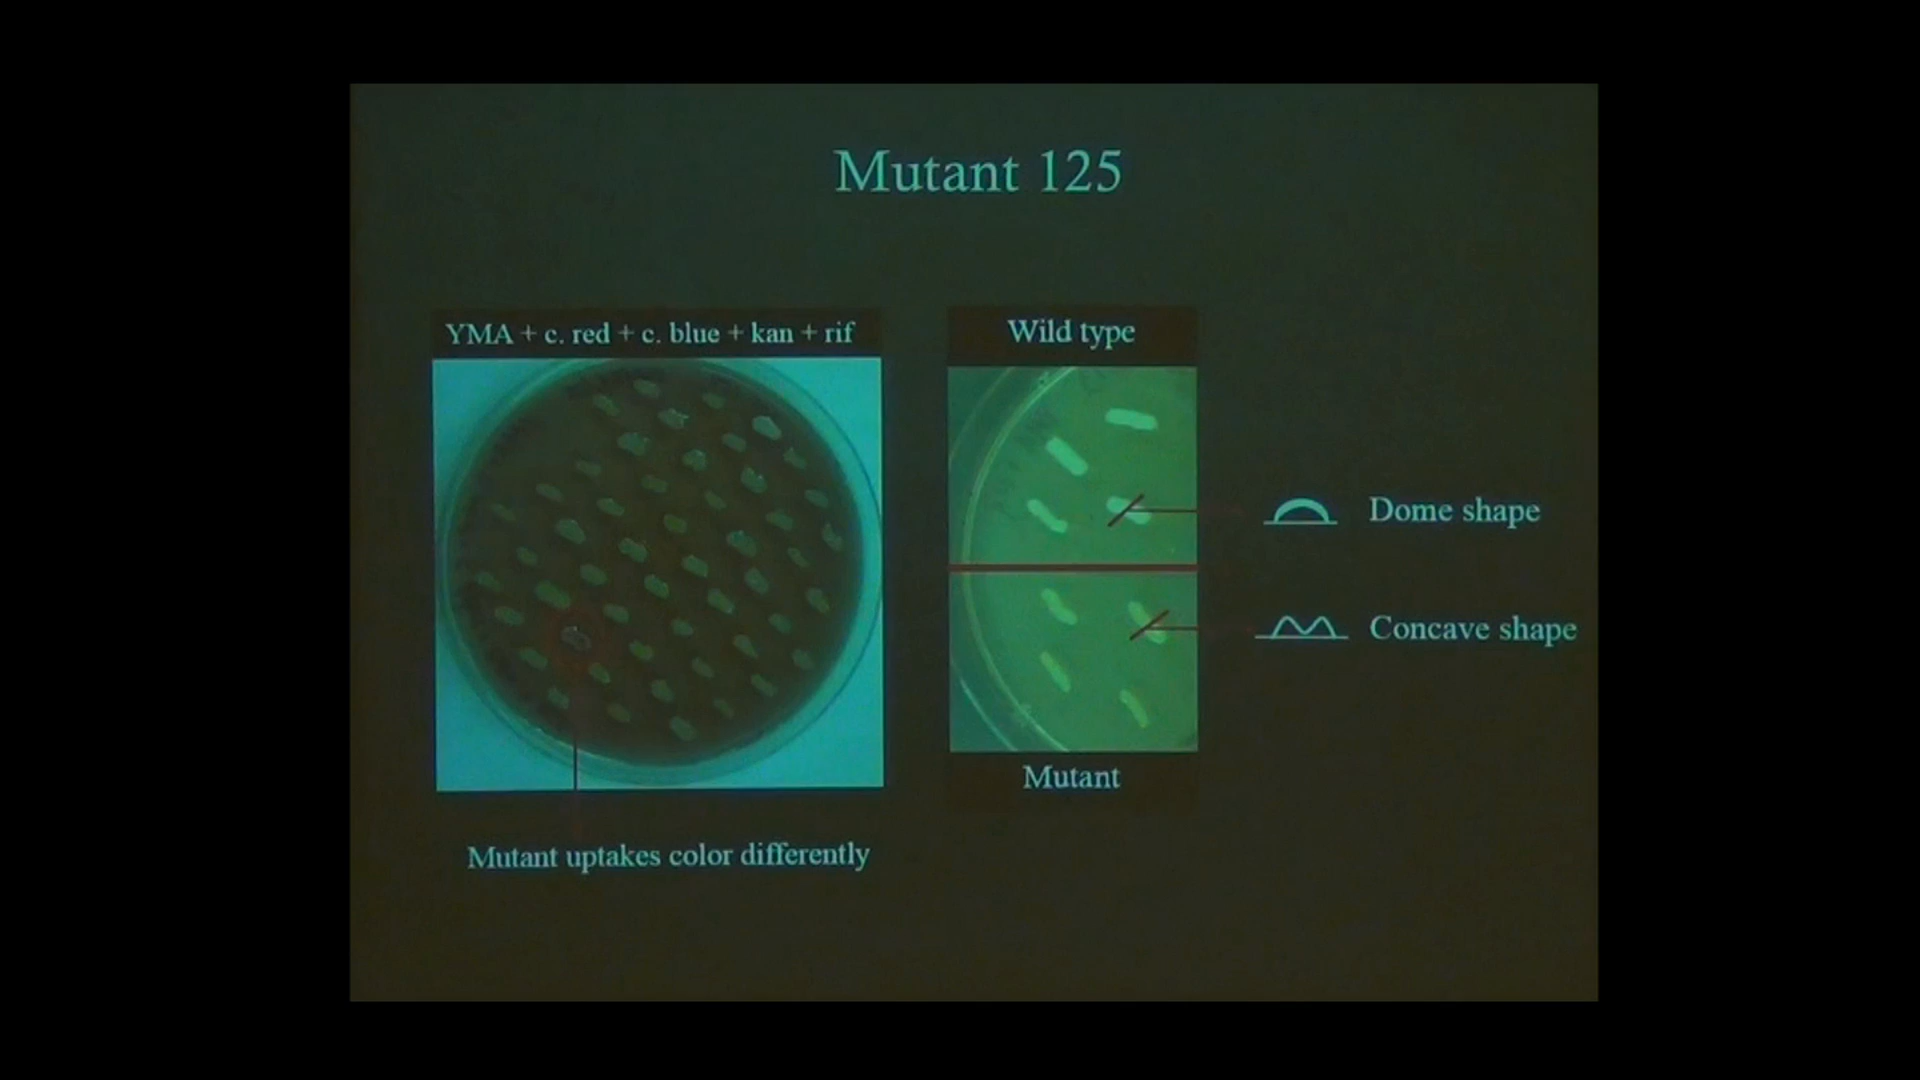 Mutant 125
YMA + c. red + c. blue + kan + rif
Wild type
Dome shape
Concave shape
Mutant
Mutant uptakes color differently